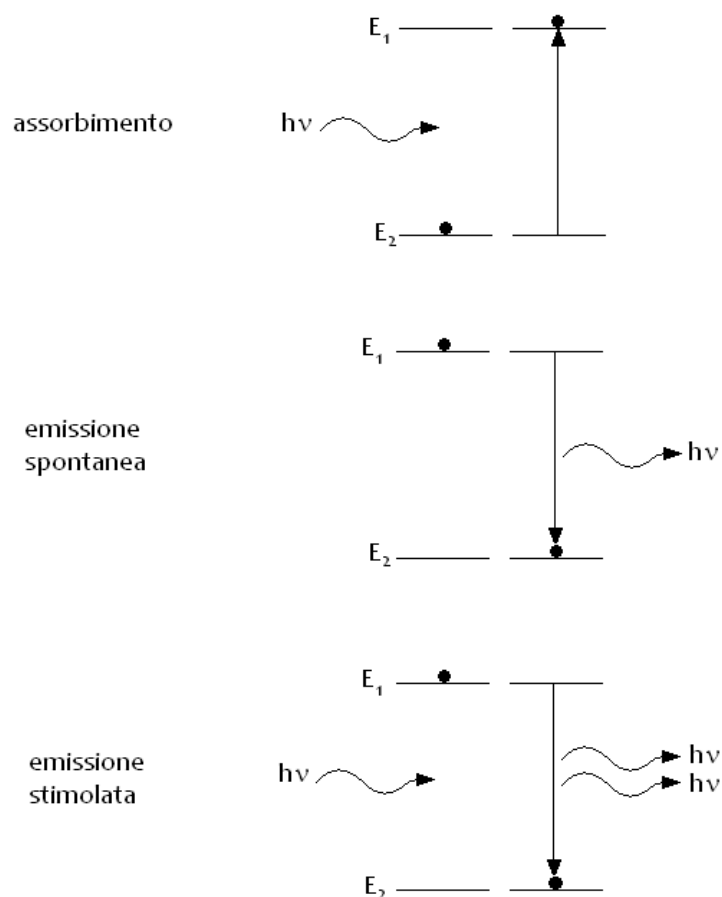 E₁
assorbimento hν
E₂
E₁
emissione
spontanea hν
E₂
E₁
hν
emissione
stimolata hν hν
E₂